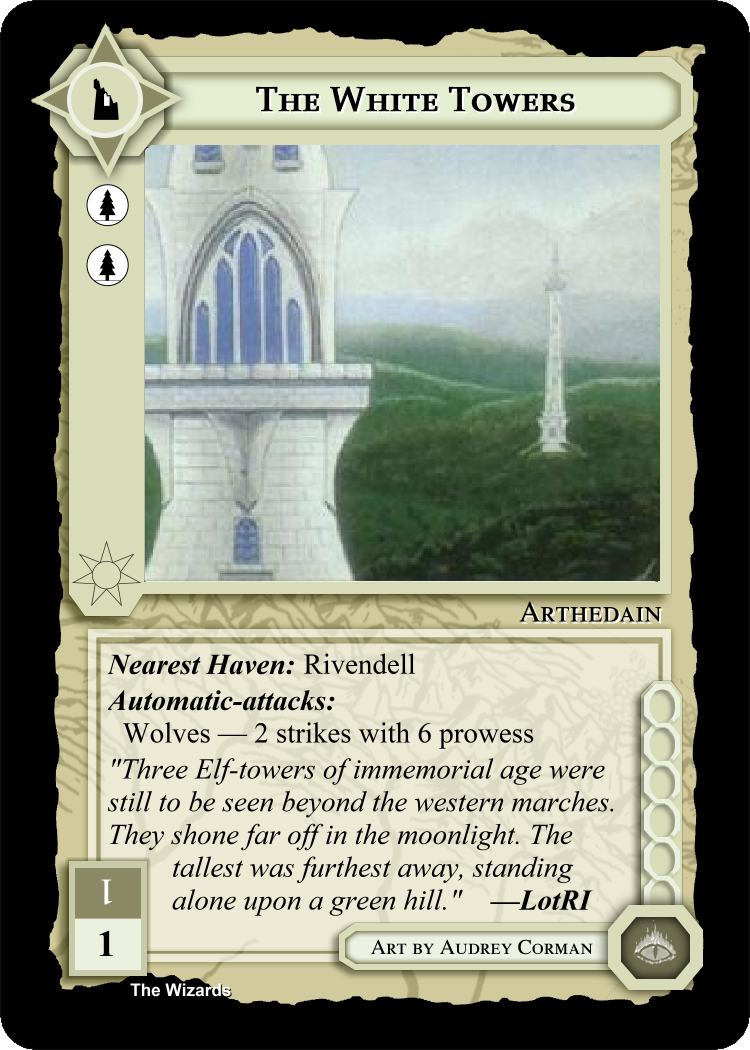 The White Towers
Arthedain
Nearest Haven: Rivendell
Automatic-attacks:
Wolves — 2 strikes with 6 prowess
"Three Elf-towers of immemorial age were
still to be seen beyond the western marches.
They shone far off in the moonlight. The
tallest was furthest away, standing
alone upon a green hill." —LotRI
1
1
Art by Audrey Corman
The Wizards